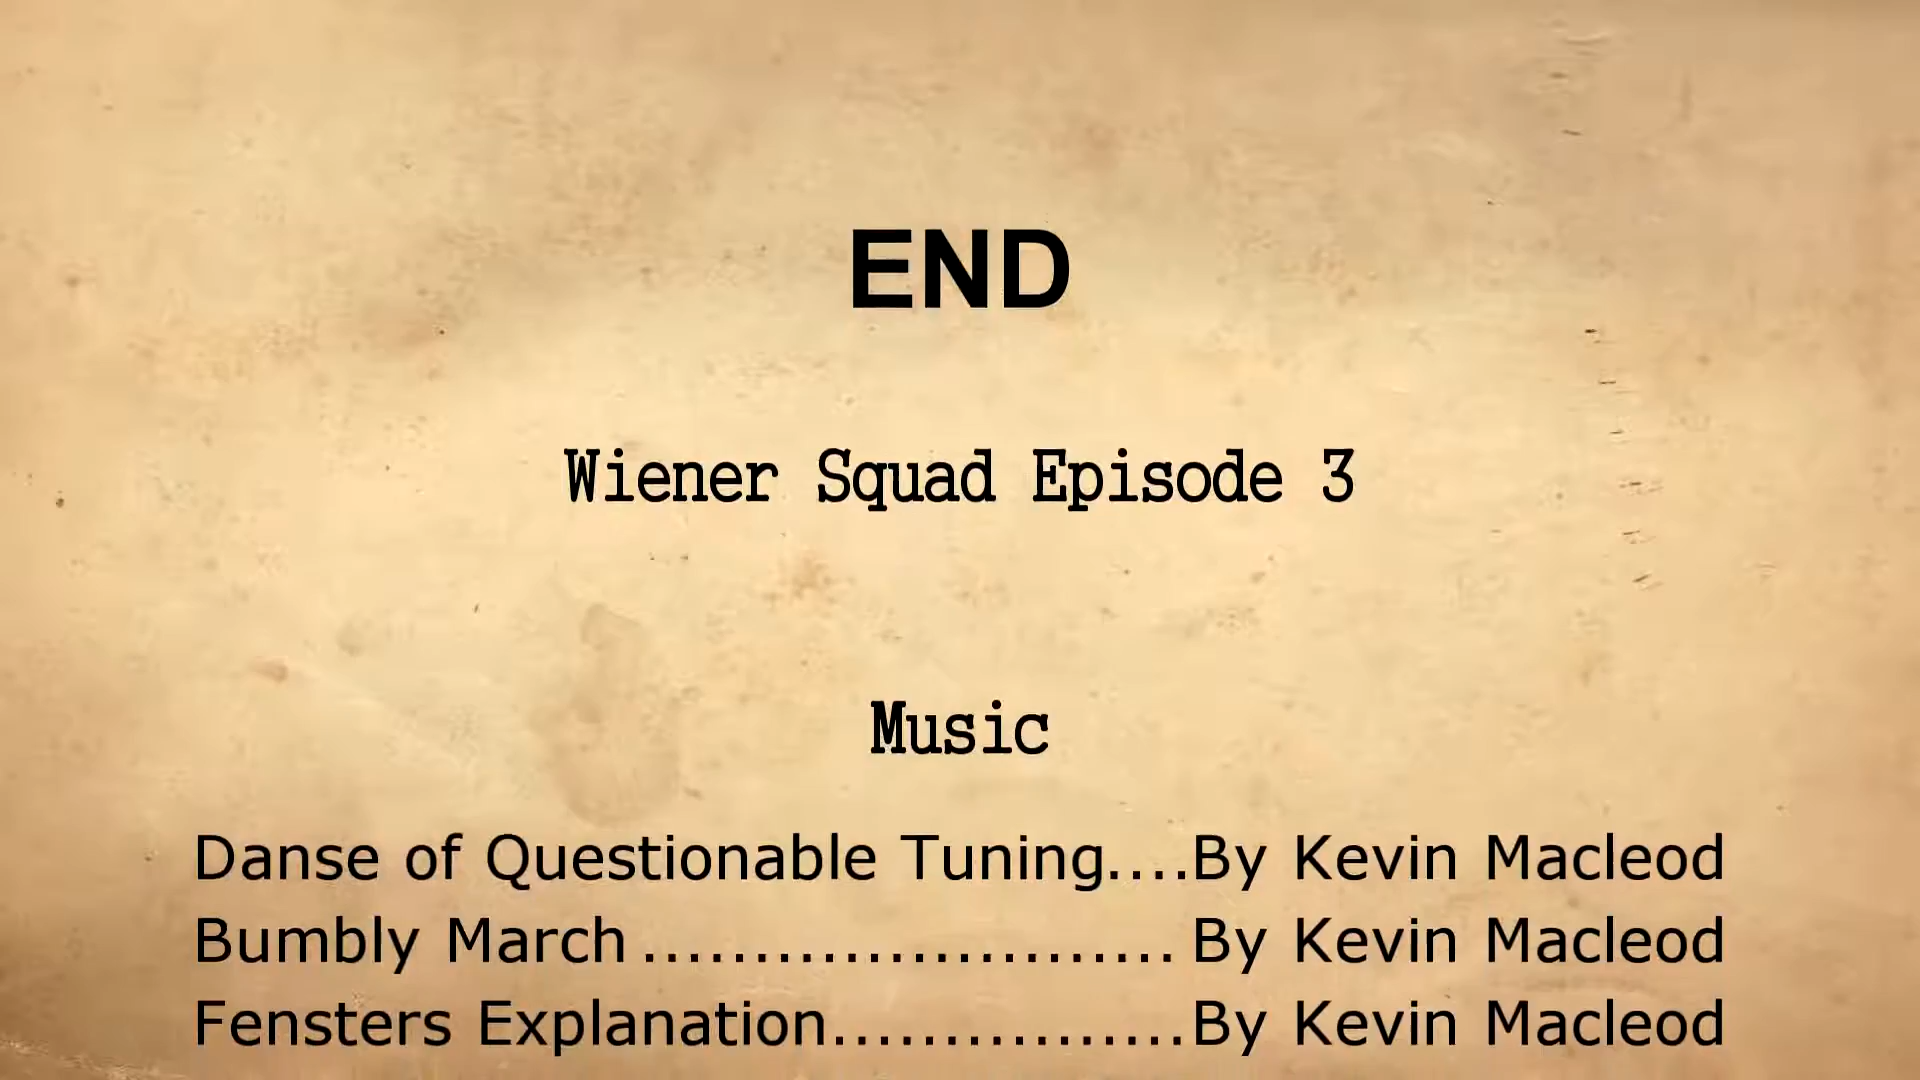 END
Wiener Squad Episode 3
Music
Danse of Questionable Tuning....By Kevin Macleod
Bumbly March ........................ By Kevin Macleod
Fensters Explanation................By Kevin Macleod